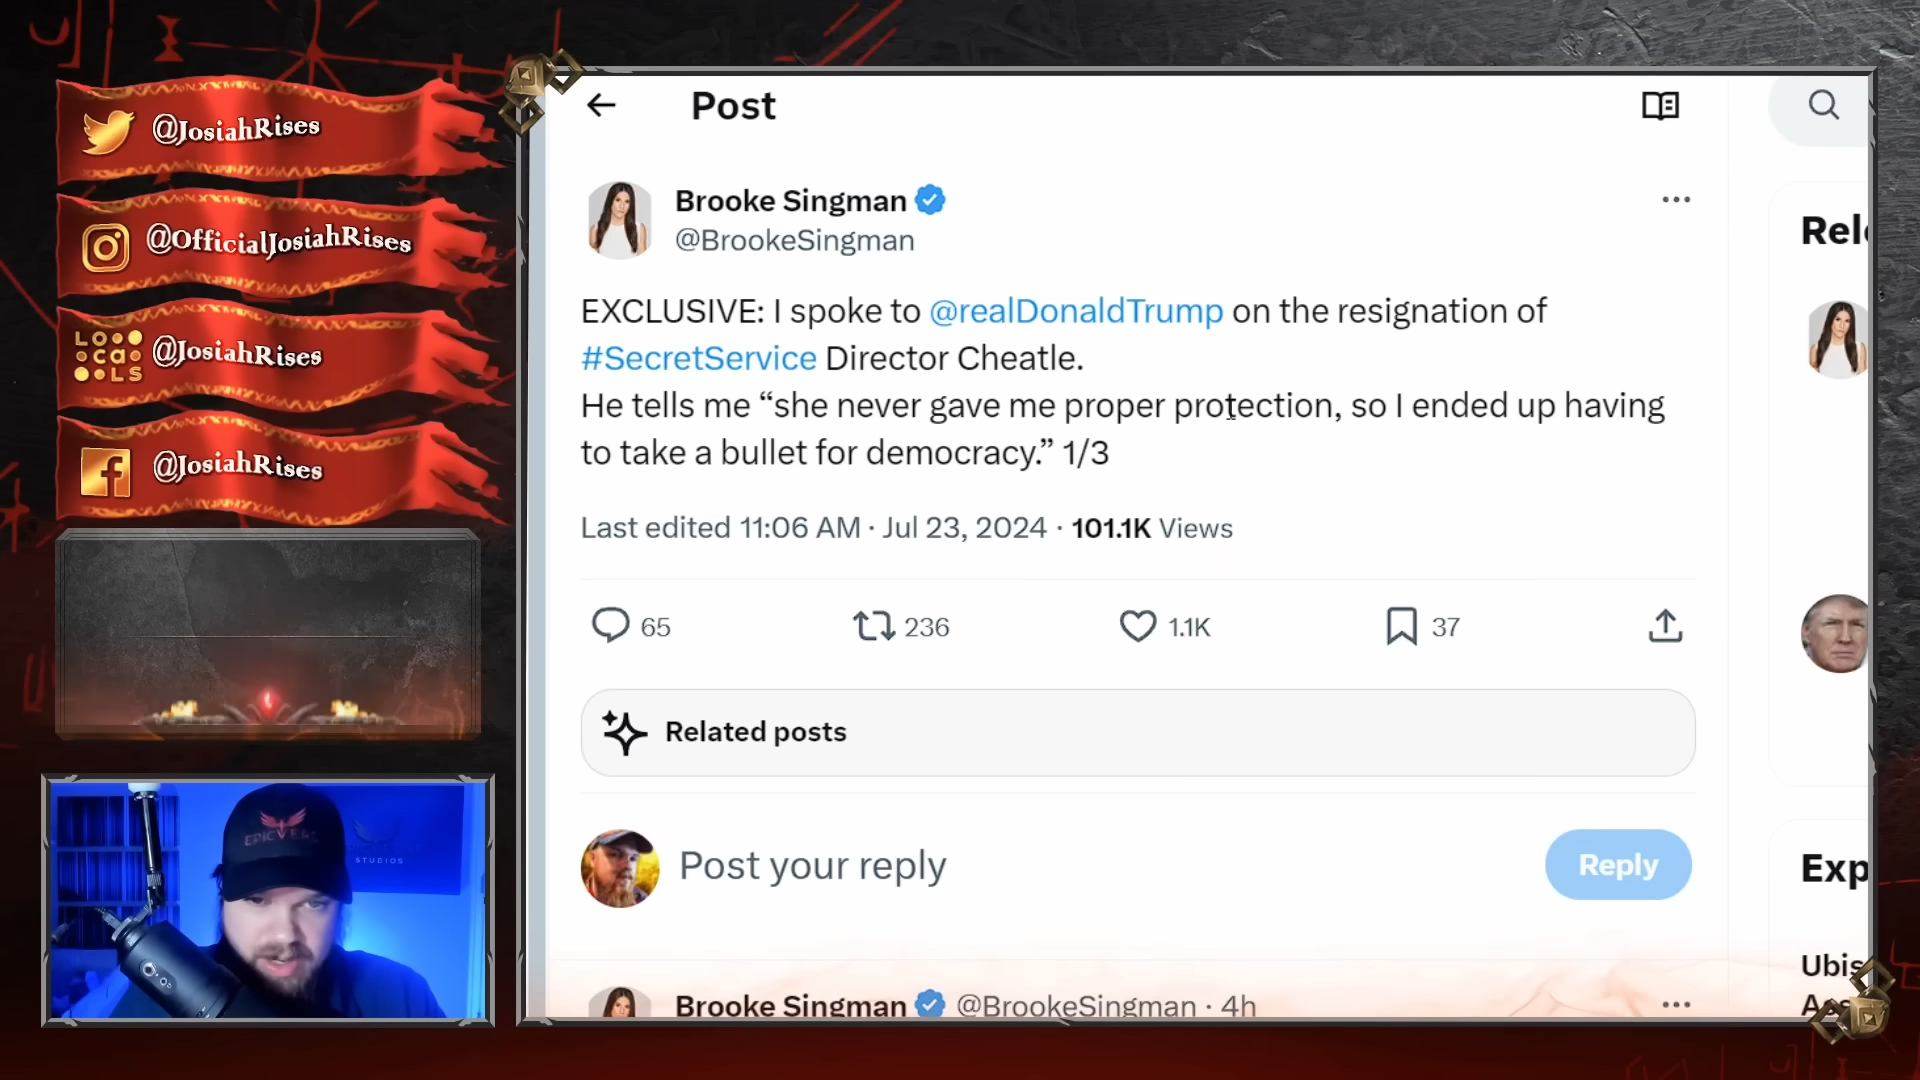 @JosiahRises
@OfficialJosiahRises
LOCALS
@JosiahRises
@JosiahRises
STUDIOS
Post
Brooke Singman
@BrookeSingman
EXCLUSIVE: I spoke to @realDonaldTrump on the resignation of
#SecretService Director Cheatle.
He tells me “she never gave me proper protection, so I ended up having
to take a bullet for democracy.” 1/3
Last edited 11:06 AM · Jul 23, 2024 · 101.1K Views
65 236 1.1K 37
Related posts
Post your reply
Reply
Brooke Singman @BrookeSingman · 4h